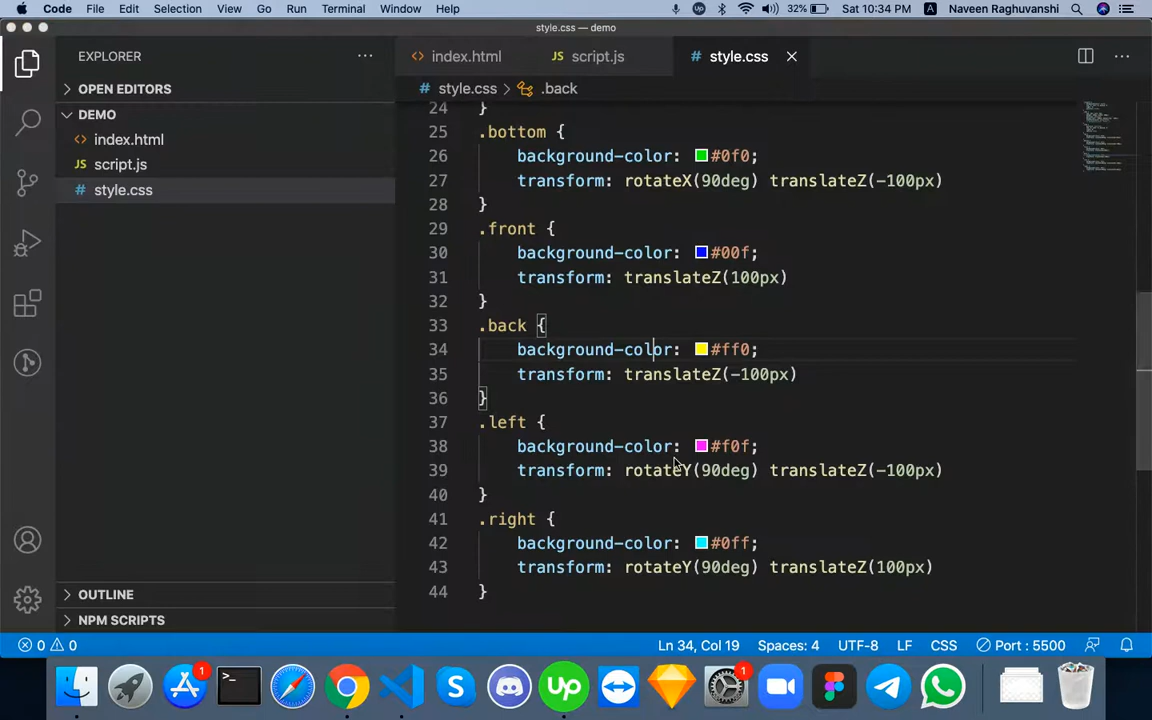 Code File Edit Selection View Go Run Terminal Window Help 32% Sat 10:34 PM A Naveen Raghuvanshi
style.css — demo
EXPLORER
index.html JS script.js # style.css
OPEN EDITORS
# style.css > .back
DEMO
index.html
JS script.js
# style.css
24 }
25 .bottom {
26 background-color: #0f0;
27 transform: rotateX(90deg) translateZ(-100px)
28 }
29 .front {
30 background-color: #00f;
31 transform: translateZ(100px)
32 }
33 .back {
34 background-color: #ff0;
35 transform: translateZ(-100px)
36 }
37 .left {
38 background-color: #f0f;
39 transform: rotateY(90deg) translateZ(-100px)
40 }
41 .right {
42 background-color: #0ff;
43 transform: rotateY(90deg) translateZ(100px)
44 }
OUTLINE
NPM SCRIPTS
0 0 Ln 34, Col 19 Spaces: 4 UTF-8 LF CSS Port : 5500
1 >_ Up 1